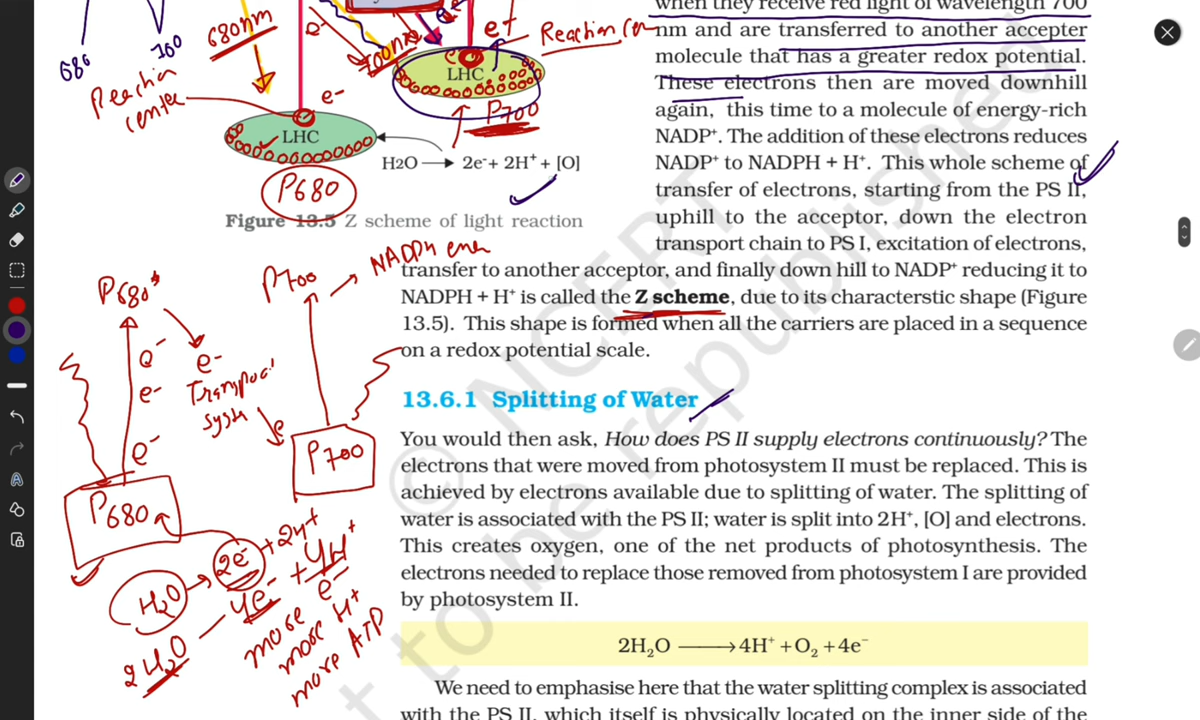 when they receive red light of wavelength 700
nm and are transferred to another accepter
molecule that has a greater redox potential.
These electrons then are moved downhill
again, this time to a molecule of energy-rich
NADP⁺. The addition of these electrons reduces
NADP⁺ to NADPH + H⁺. This whole scheme of
transfer of electrons, starting from the PS II,
uphill to the acceptor, down the electron
transport chain to PS I, excitation of electrons,
transfer to another acceptor, and finally down hill to NADP⁺ reducing it to
NADPH + H⁺ is called the Z scheme, due to its characterstic shape (Figure
13.5). This shape is formed when all the carriers are placed in a sequence
on a redox potential scale.
680
700
680nm
e-
700nm
et
Reaction
Reaction
center
e-
LHC
P700
LHC
H2O → 2e⁻+ 2H⁺ + [O]
P680
Figure 13.5 Z scheme of light reaction
P680*
P700
NADPH
e-
e-
e-
e-
Transport
System
P680
P700
H₂O → 2e⁻ + 2H⁺
2H₂O — 4e⁻ + 4H⁺
more e⁻
more H⁺
more ATP
13.6.1 Splitting of Water
You would then ask, How does PS II supply electrons continuously? The
electrons that were moved from photosystem II must be replaced. This is
achieved by electrons available due to splitting of water. The splitting of
water is associated with the PS II; water is split into 2H⁺, [O] and electrons.
This creates oxygen, one of the net products of photosynthesis. The
electrons needed to replace those removed from photosystem I are provided
by photosystem II.
2H₂O ⟶ 4H⁺ + O₂ + 4e⁻
We need to emphasise here that the water splitting complex is associated
with the PS II, which itself is physically located on the inner side of the
© NCERT
not to be republished